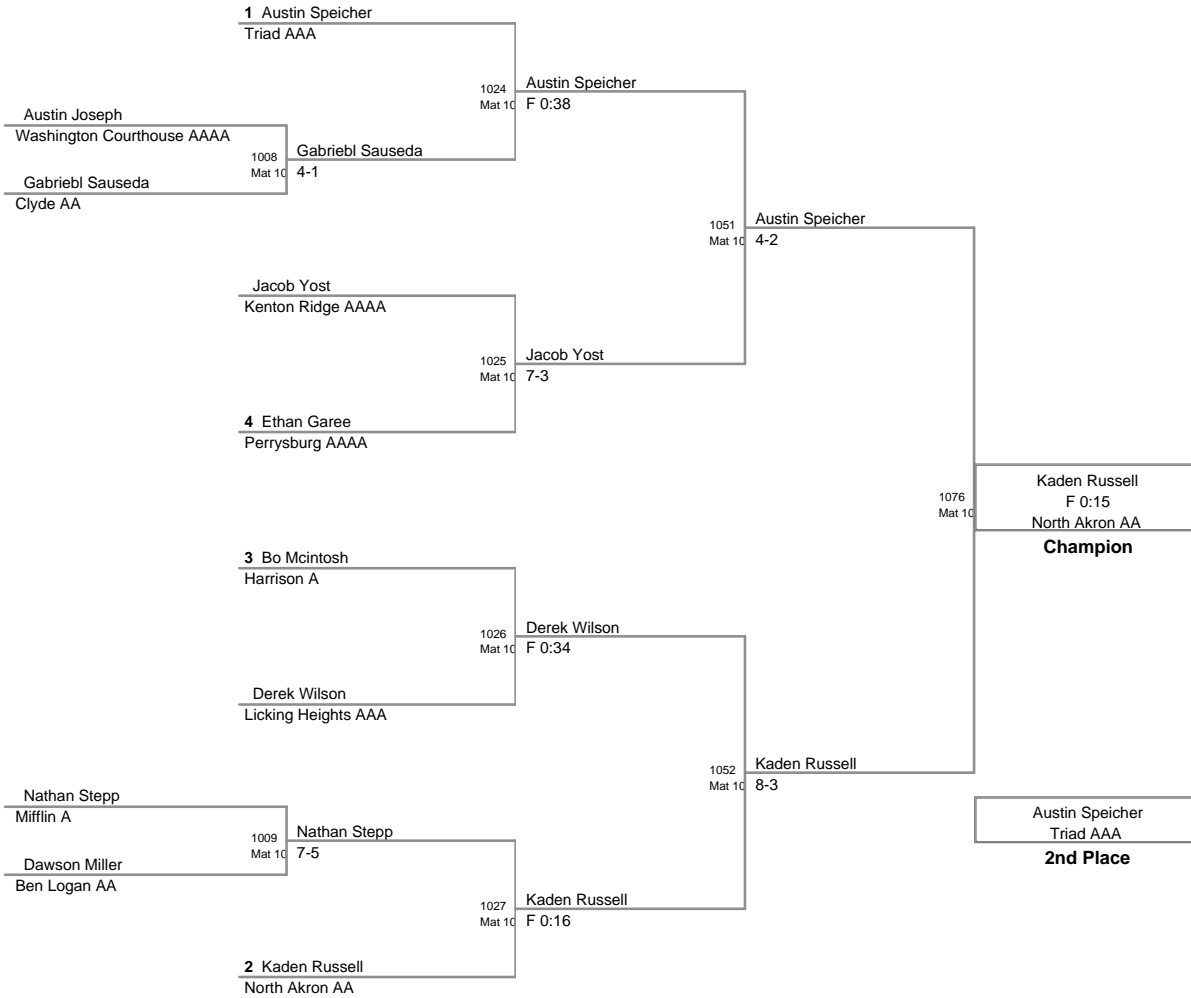 1 Austin Speicher
Triad AAA
1024
Mat 10
Austin Speicher
F 0:38
Austin Joseph
Washington Courthouse AAAA
1008
Mat 10
Gabriebl Sauseda
4-1
Gabriebl Sauseda
Clyde AA
1051
Mat 10
Austin Speicher
4-2
Jacob Yost
Kenton Ridge AAAA
1025
Mat 10
Jacob Yost
7-3
4 Ethan Garee
Perrysburg AAAA
1076
Mat 10
Kaden Russell
F 0:15
North Akron AA
Champion
3 Bo Mcintosh
Harrison A
1026
Mat 10
Derek Wilson
F 0:34
Derek Wilson
Licking Heights AAA
1052
Mat 10
Kaden Russell
8-3
Nathan Stepp
Mifflin A
1009
Mat 10
Nathan Stepp
7-5
Dawson Miller
Ben Logan AA
Austin Speicher
Triad AAA
2nd Place
1027
Mat 10
Kaden Russell
F 0:16
2 Kaden Russell
North Akron AA